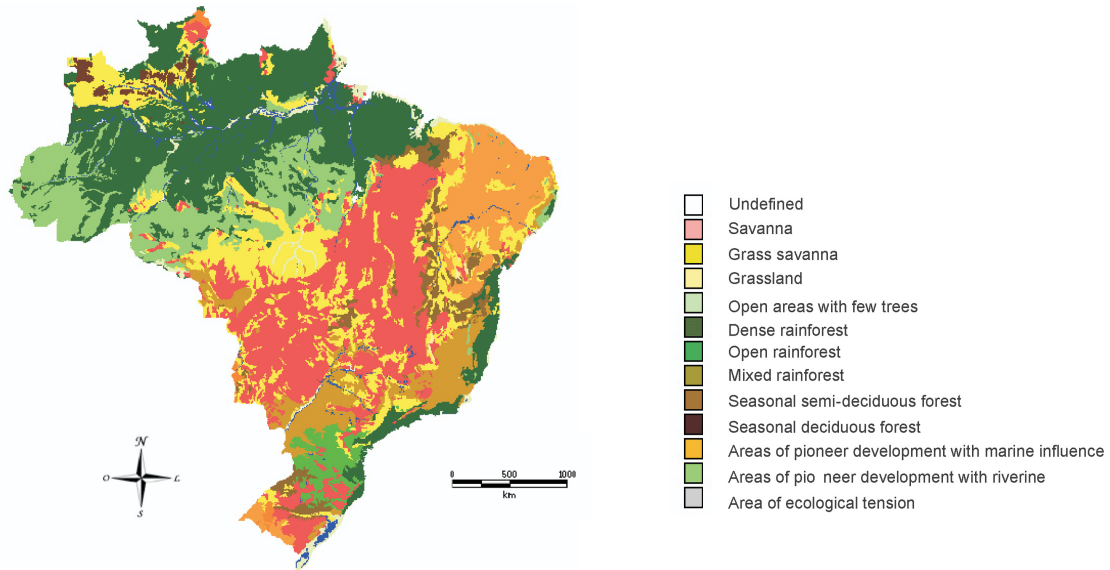 N
O
L
S
0 500 1000
km
Undefined
Savanna
Grass savanna
Grassland
Open areas with few trees
Dense rainforest
Open rainforest
Mixed rainforest
Seasonal semi-deciduous forest
Seasonal deciduous forest
Areas of pioneer development with marine influence
Areas of pio neer development with riverine
Area of ecological tension